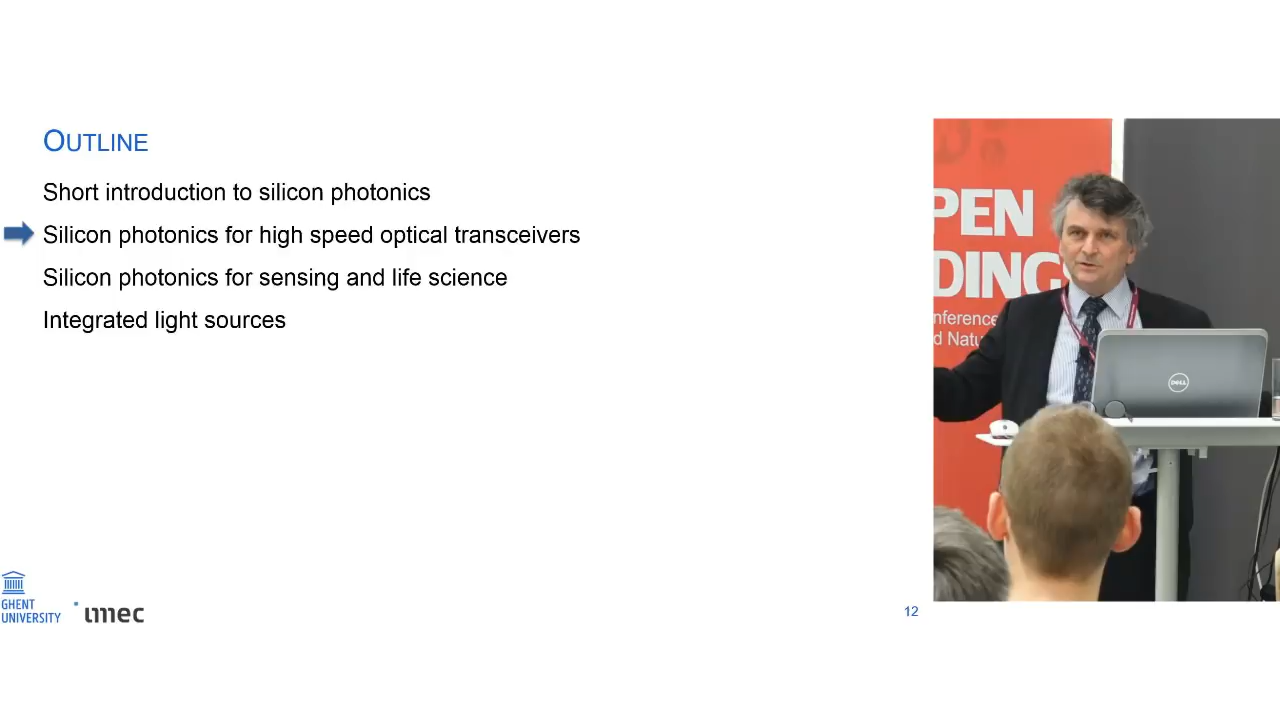 OUTLINE
Short introduction to silicon photonics
Silicon photonics for high speed optical transceivers
Silicon photonics for sensing and life science
Integrated light sources
GHENT
UNIVERSITY
imec
12
PEN
DINGS
nference
d Natu
DELL